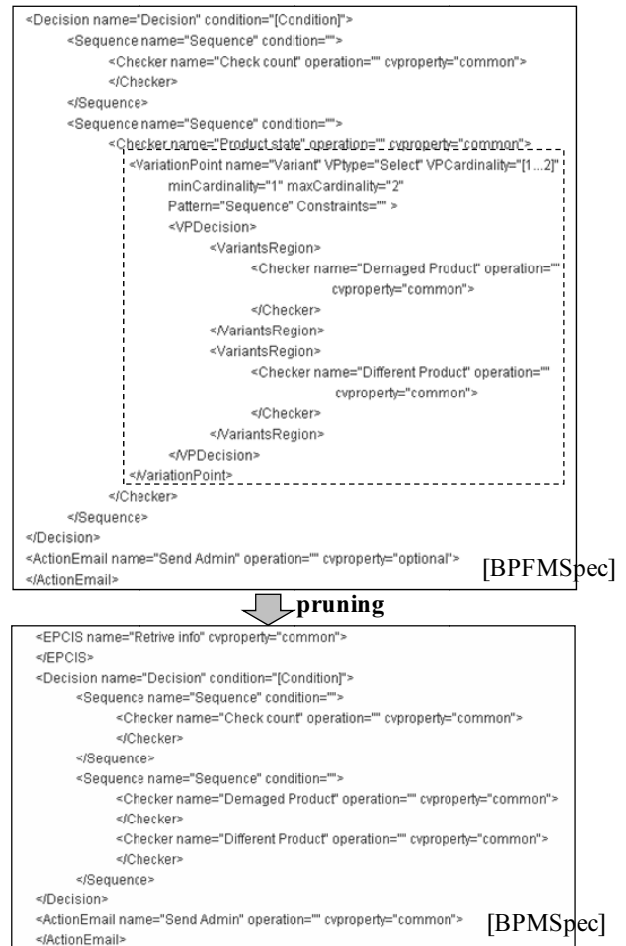 <Decision name="Decision" condition="[Condition]">
<Sequence name="Sequence" condition="">
<Checker name="Check count" operation="" cvproperty="common">
</Checker>
</Sequence>
<Sequence name="Sequence" condition="">
<Checker name="Product state" operation="" cvproperty="common">
<VariationPoint name="Variant" VPtype="Select" VPCardinality="[1...2]"
minCardinality="1" maxCardinality="2"
Pattern="Sequence" Constraints="" >
<VPDecision>
<VariantsRegion>
<Checker name="Demaged Product" operation=""
cvproperty="common">
</Checker>
</VariantsRegion>
<VariantsRegion>
<Checker name="Different Product" operation=""
cvproperty="common">
</Checker>
</VariantsRegion>
</VPDecision>
</VariationPoint>
</Checker>
</Sequence>
</Decision>
<ActionEmail name="Send Admin" operation="" cvproperty="optional">
</ActionEmail>
[BPFMSpec]
pruning
<EPCIS name="Retrive info" cvproperty="common">
</EPCIS>
<Decision name="Decision" condition="[Condition]">
<Sequence name="Sequence" condition="">
<Checker name="Check count" operation="" cvproperty="common">
</Checker>
</Sequence>
<Sequence name="Sequence" condition="">
<Checker name="Demaged Product" operation="" cvproperty="common">
</Checker>
<Checker name="Different Product" operation="" cvproperty="common">
</Checker>
</Sequence>
</Decision>
<ActionEmail name="Send Admin" operation="" cvproperty="common">
</ActionEmail>
[BPMSpec]